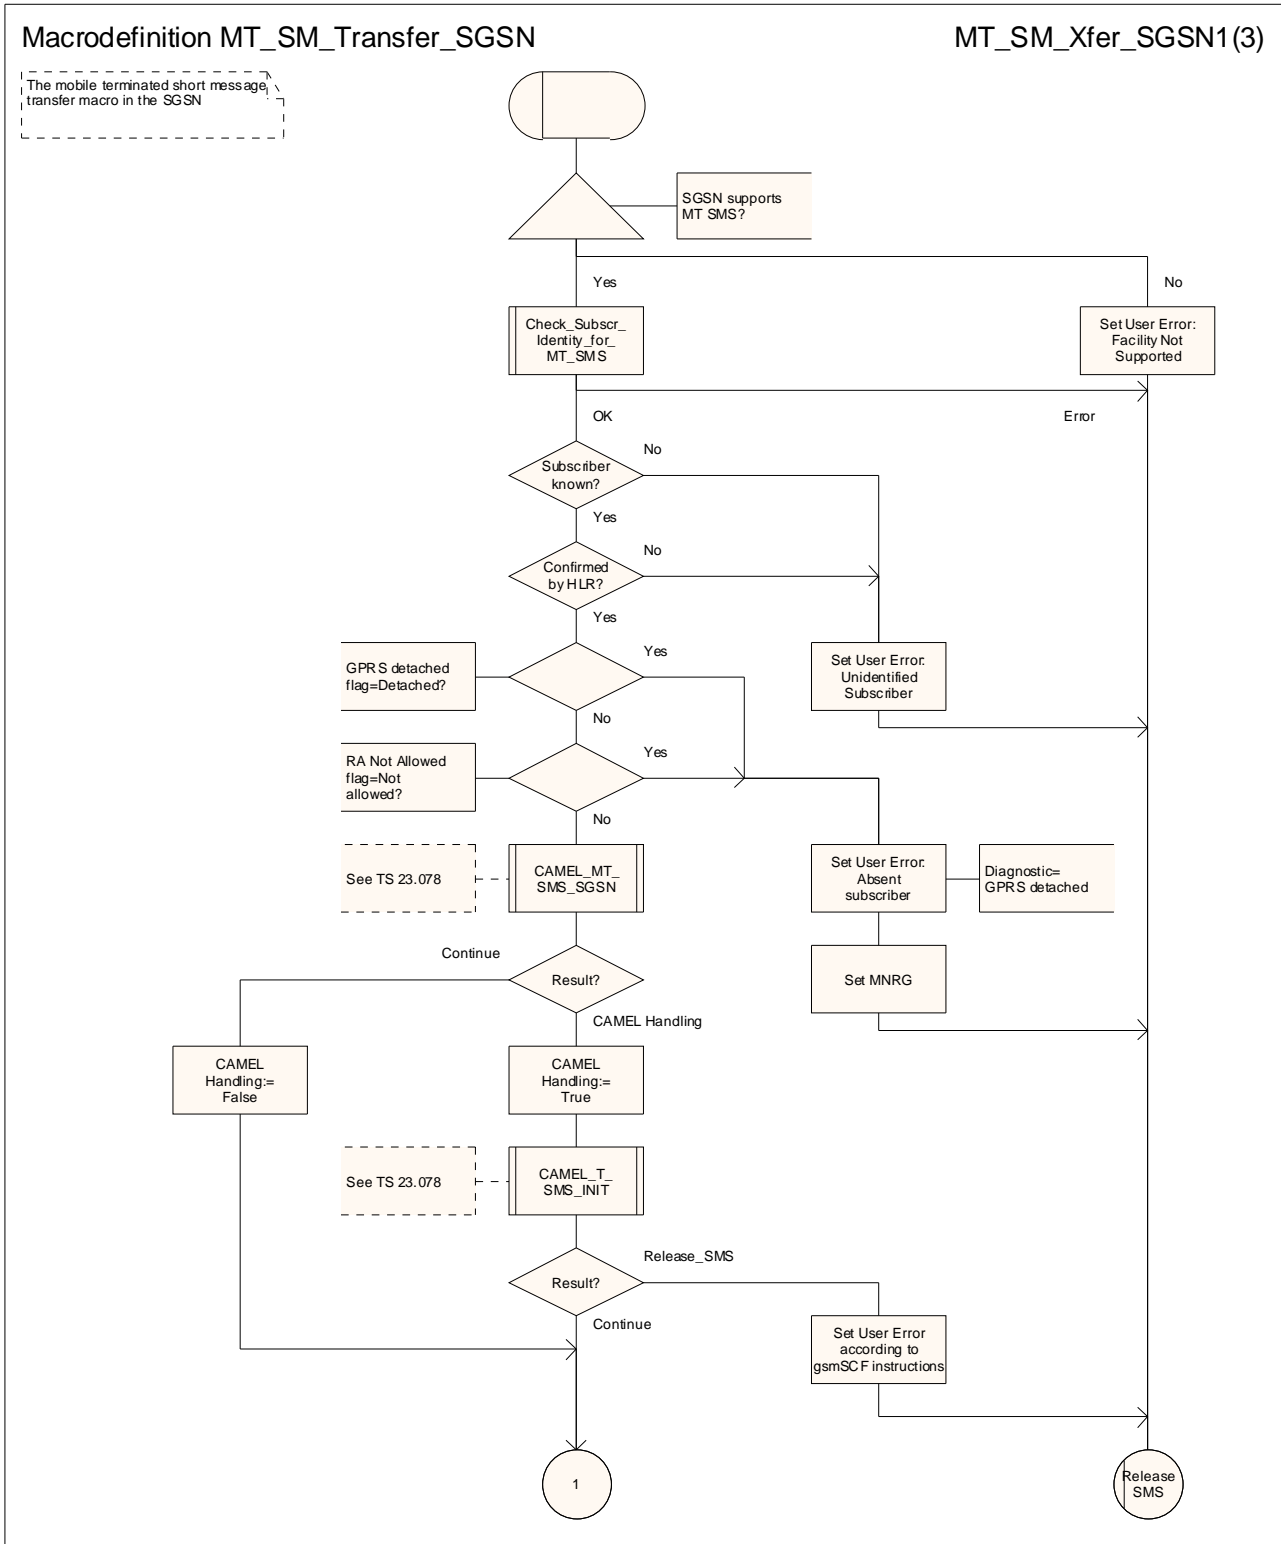 Macrodefinition MT_SM_Transfer_SGSN
MT_SM_Xfer_SGSN1(3)
The mobile terminated short message
transfer macro in the SGSN
SGSN supports
MT SMS?
Yes
No
Check_Subscr_
Identity_for_
MT_SMS
Set User Error:
Facility Not
Supported
OK
Error
Subscriber
known?
No
Yes
Confirmed
by HLR?
No
Yes
GPRS detached
flag=Detached?
Yes
Set User Error:
Unidentified
Subscriber
No
RA Not Allowed
flag=Not
allowed?
Yes
No
See TS 23.078
CAMEL_MT_
SMS_SGSN
Set User Error:
Absent
subscriber
Diagnostic=
GPRS detached
Continue
Result?
Set MNRG
CAMEL Handling
CAMEL
Handling:=
False
CAMEL
Handling:=
True
See TS 23.078
CAMEL_T_
SMS_INIT
Result?
Release_SMS
Continue
Set User Error
according to
gsmSCF instructions
1
Release
SMS